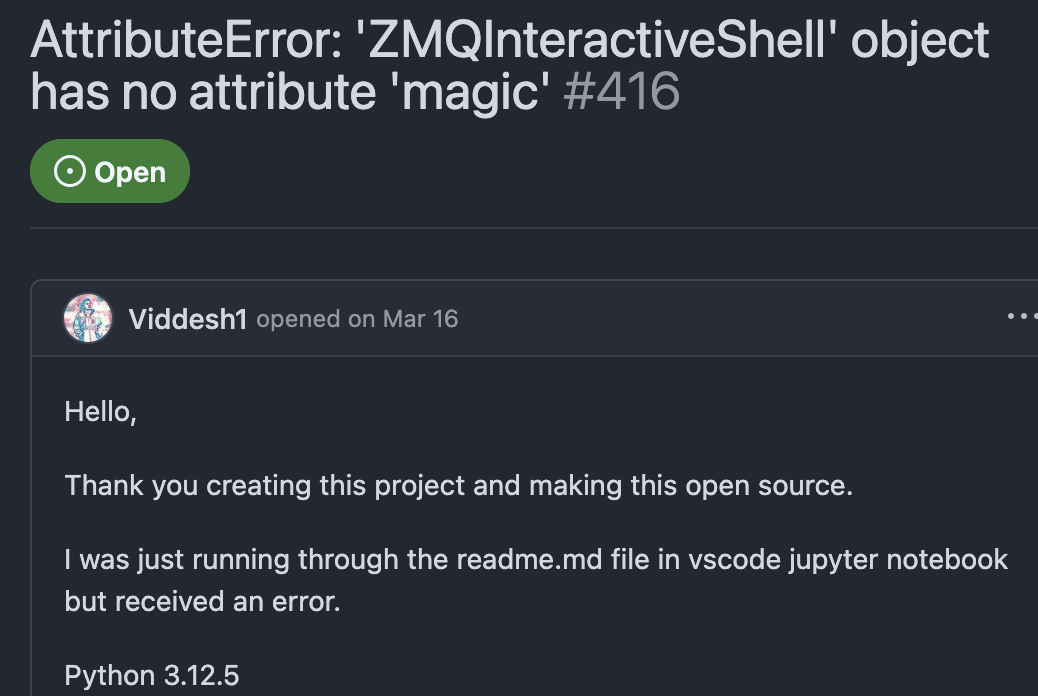 AttributeError: 'ZMQInteractiveShell' object
has no attribute 'magic' #416
Open
Viddesh1 opened on Mar 16
Hello,
Thank you creating this project and making this open source.
I was just running through the readme.md file in vscode jupyter notebook
but received an error.
Python 3.12.5